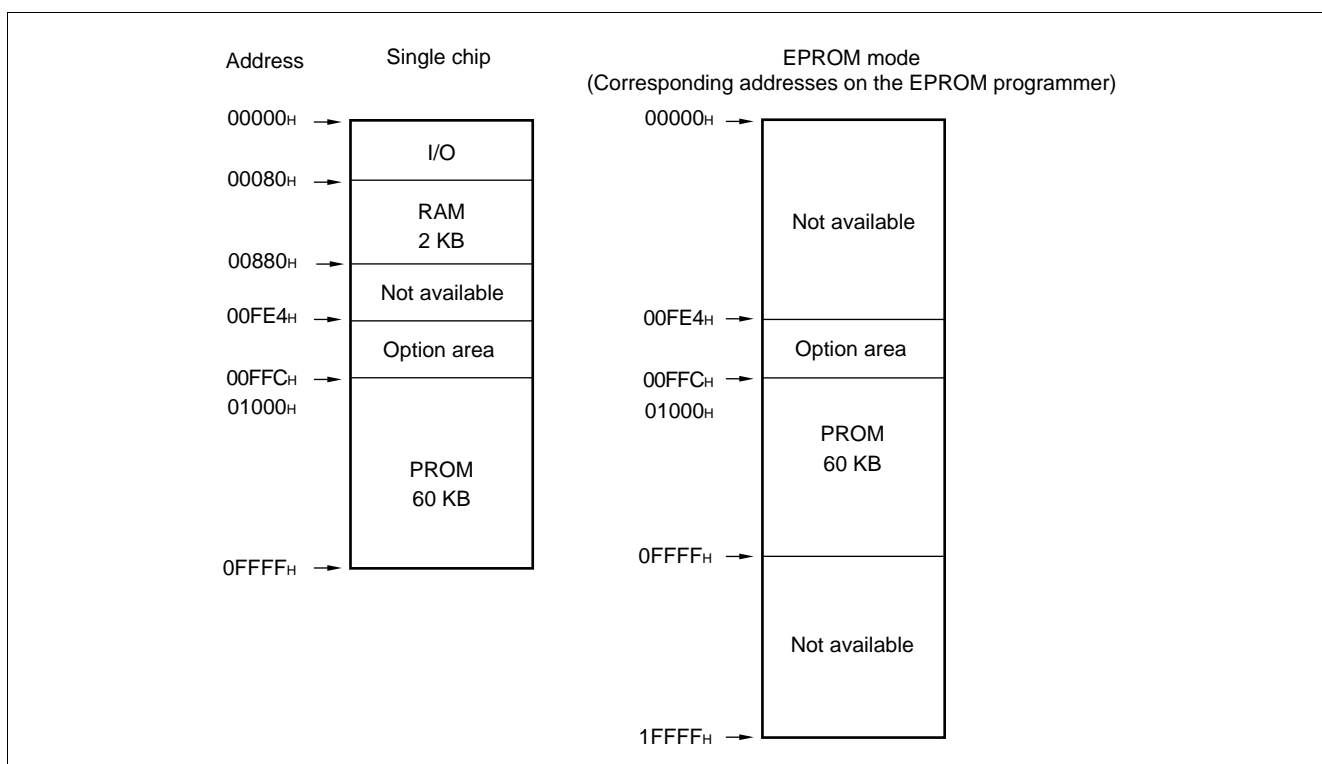 Address
Single chip
00000H
I/O
00080H
RAM
2 KB
00880H
Not available
00FE4H
Option area
00FFCH
01000H
PROM
60 KB
0FFFFH
EPROM mode
(Corresponding addresses on the EPROM programmer)
00000H
Not available
00FE4H
Option area
00FFCH
01000H
PROM
60 KB
0FFFFH
Not available
1FFFFH